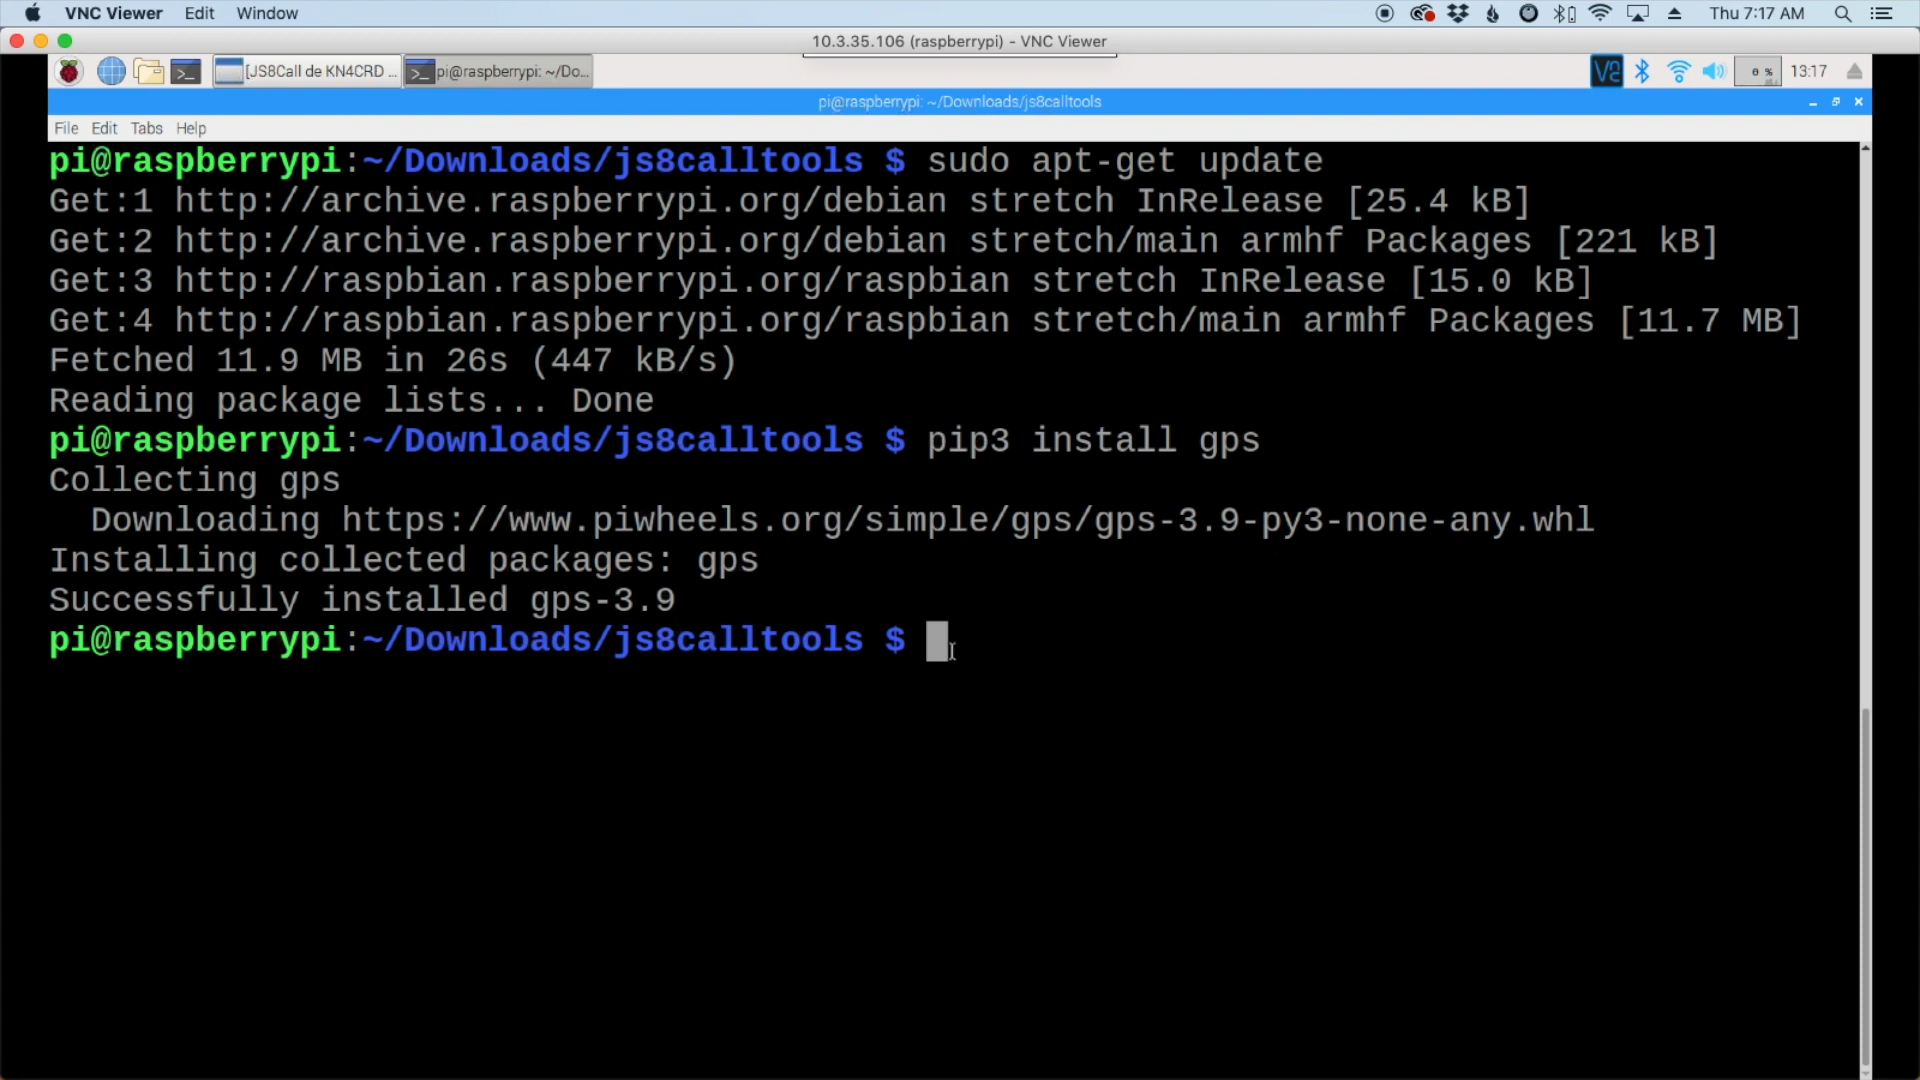 VNC Viewer Edit Window Thu 7:17 AM
10.3.35.106 (raspberrypi) - VNC Viewer
[JS8Call de KN4CRD ... pi@raspberrypi: ~/Do... 0 % 13:17
pi@raspberrypi: ~/Downloads/js8calltools
File Edit Tabs Help
pi@raspberrypi:~/Downloads/js8calltools $ sudo apt-get update
Get:1 http://archive.raspberrypi.org/debian stretch InRelease [25.4 kB]
Get:2 http://archive.raspberrypi.org/debian stretch/main armhf Packages [221 kB]
Get:3 http://raspbian.raspberrypi.org/raspbian stretch InRelease [15.0 kB]
Get:4 http://raspbian.raspberrypi.org/raspbian stretch/main armhf Packages [11.7 MB]
Fetched 11.9 MB in 26s (447 kB/s)
Reading package lists... Done
pi@raspberrypi:~/Downloads/js8calltools $ pip3 install gps
Collecting gps
  Downloading https://www.piwheels.org/simple/gps/gps-3.9-py3-none-any.whl
Installing collected packages: gps
Successfully installed gps-3.9
pi@raspberrypi:~/Downloads/js8calltools $